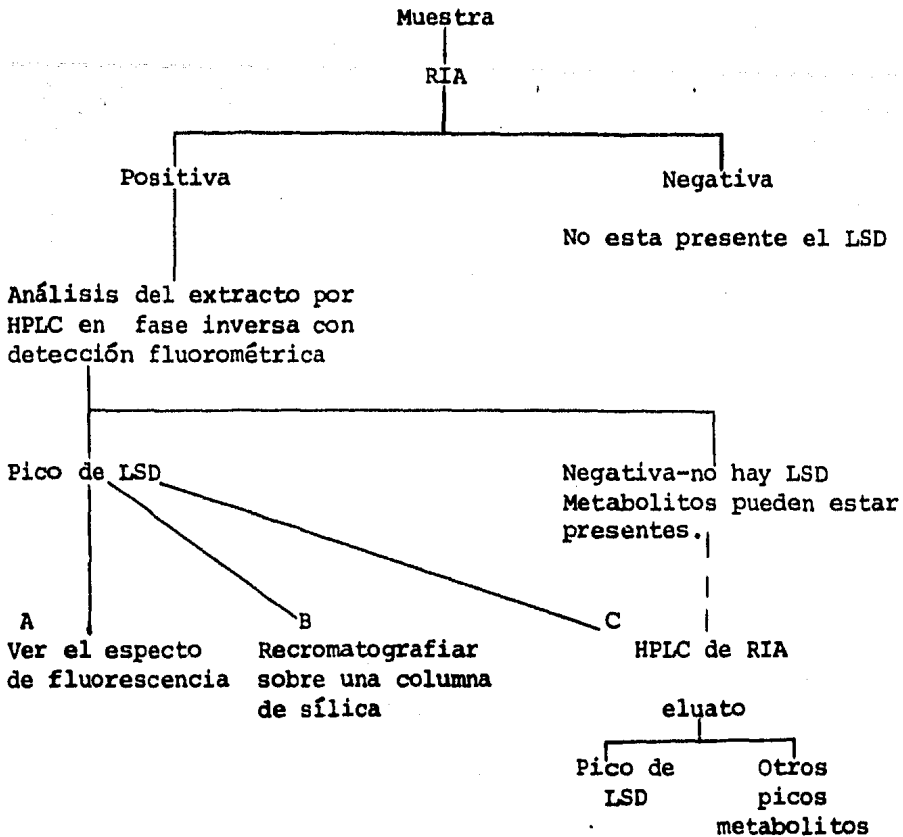 Muestra
RIA
Positiva
Negativa
No esta presente el LSD
Análisis del extracto por
HPLC en fase inversa con
detección fluorométrica
Pico de LSD
Negativa-no hay LSD
Metabolitos pueden estar
presentes.
A
Ver el especto
de fluorescencia
B
Recromatografiar
sobre una columna
de sílica
C
HPLC de RIA
eluato
Pico de
LSD
Otros
picos
metabolitos